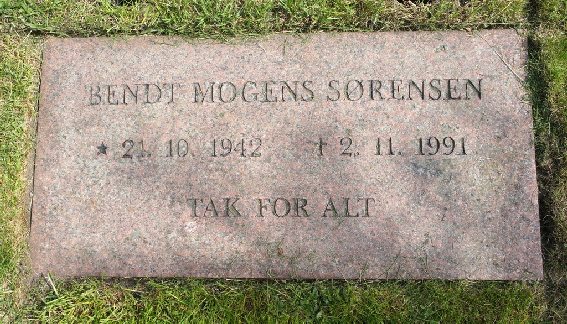 BENDT MOGENS SØRENSEN
★ 21. 10. 1942 † 2. 11. 1991
TAK FOR ALT